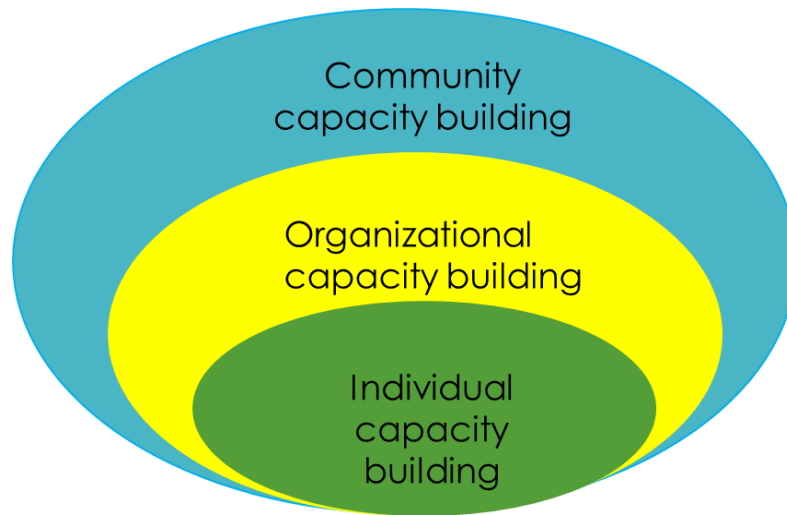 Community
capacity building
Organizational
capacity building
Individual
capacity
building